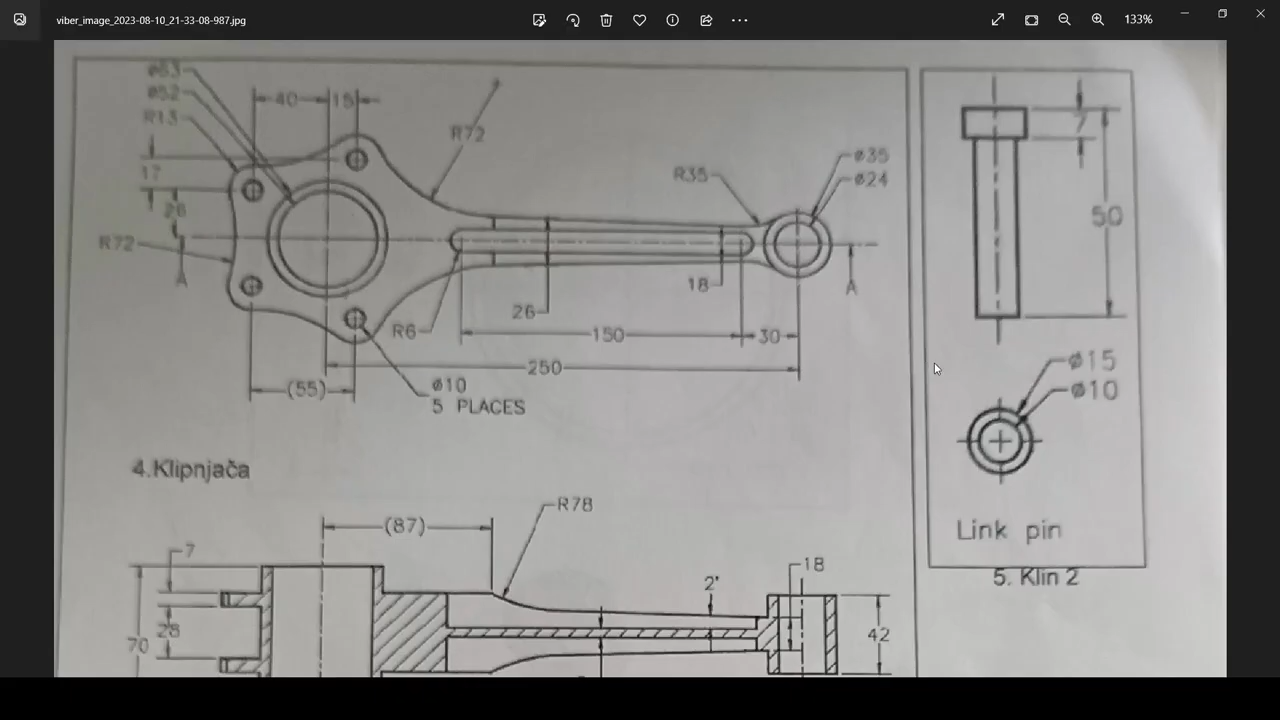 viber_image_2023-08-10_21-33-08-987.jpg
133%
ø63
ø52
R13
40
15
R72
17
R72
A
R35
ø35
ø24
18
A
26
R6
150
30
250
(55)
ø10
5 PLACES
7
50
ø15
ø10
Link pin
5. Klin 2
4.Klipnjača
(87)
R78
7
28
70
2°
18
42